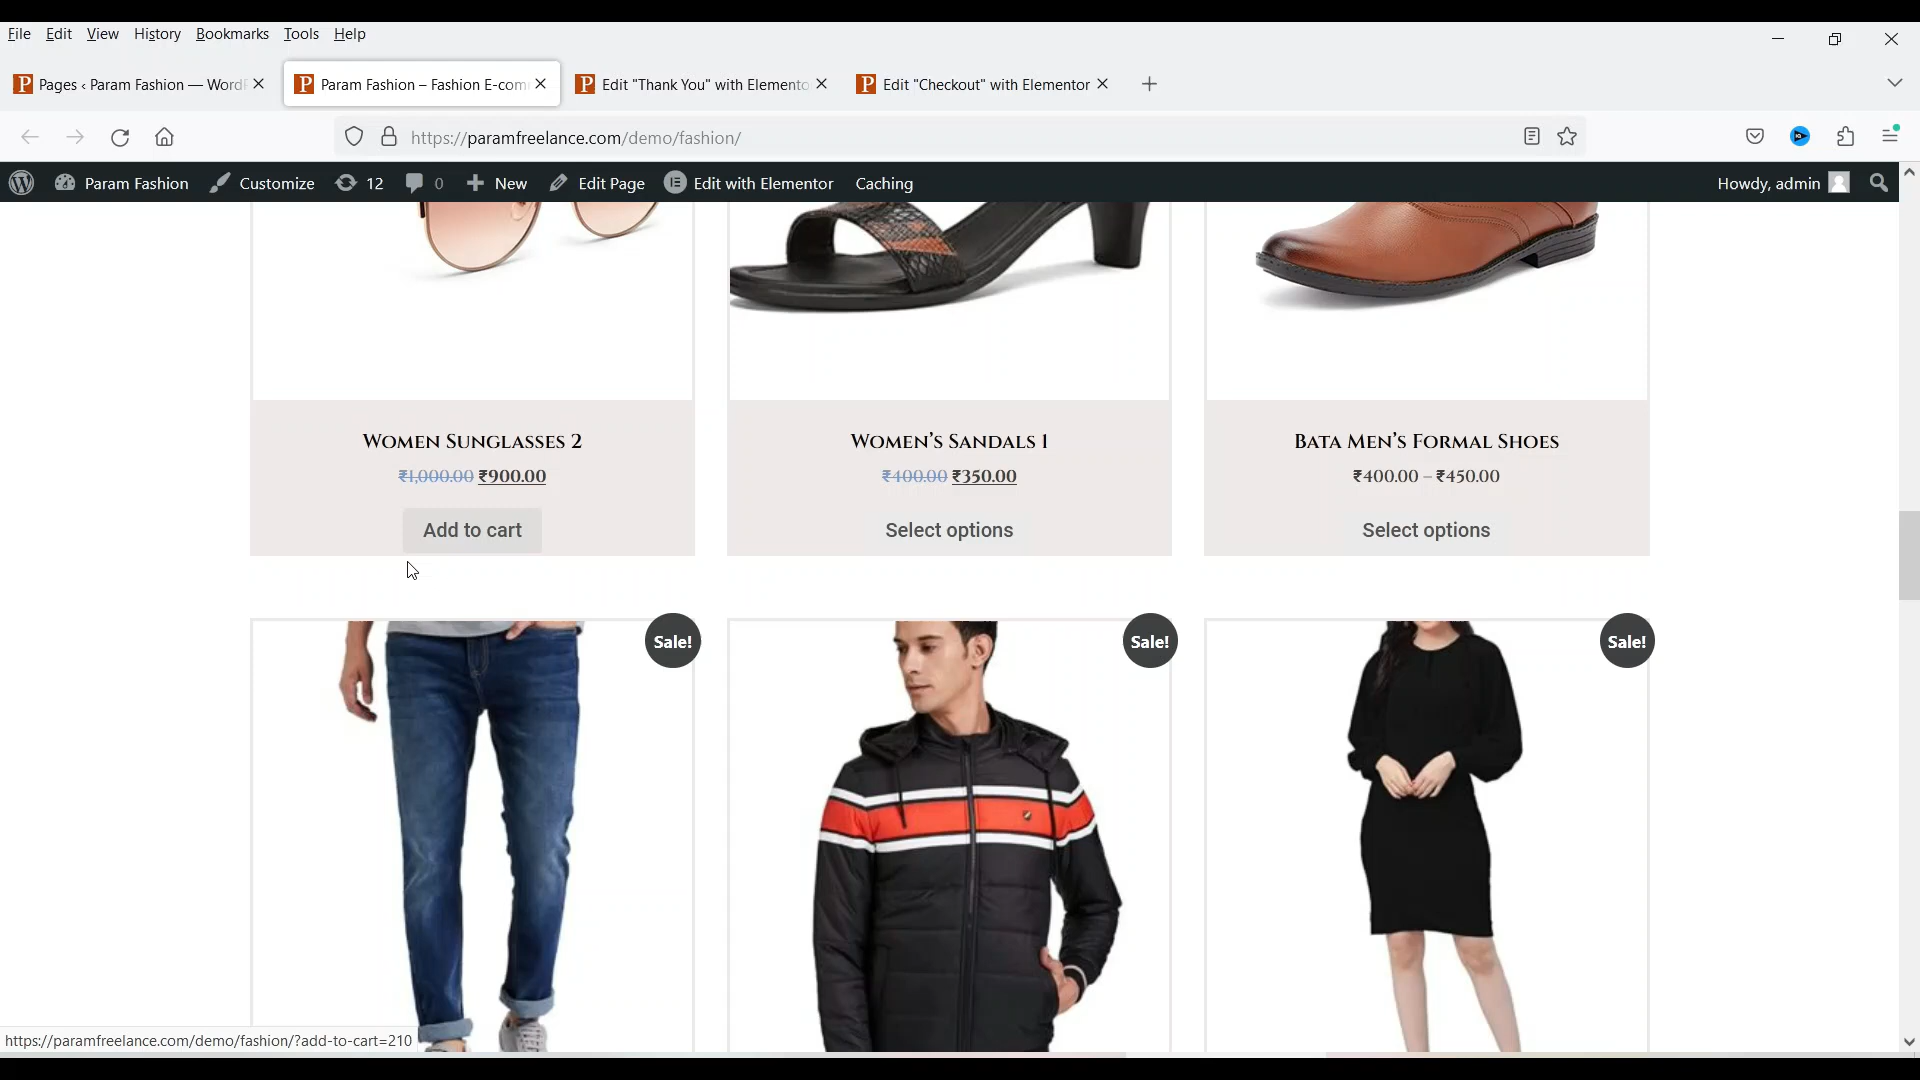 File Edit View History Bookmarks Tools Help
Pages ‹ Param Fashion — WordP
Param Fashion – Fashion E-com
Edit "Thank You" with Elemento
Edit "Checkout" with Elementor
https://paramfreelance.com/demo/fashion/
Param Fashion Customize 12 0 New Edit Page Edit with Elementor Caching Howdy, admin
Women Sunglasses 2
₹1,000.00 ₹900.00
Add to cart
Women’s Sandals 1
₹400.00 ₹350.00
Select options
Bata Men’s Formal Shoes
₹400.00 – ₹450.00
Select options
Sale!
Sale!
Sale!
https://paramfreelance.com/demo/fashion/?add-to-cart=210